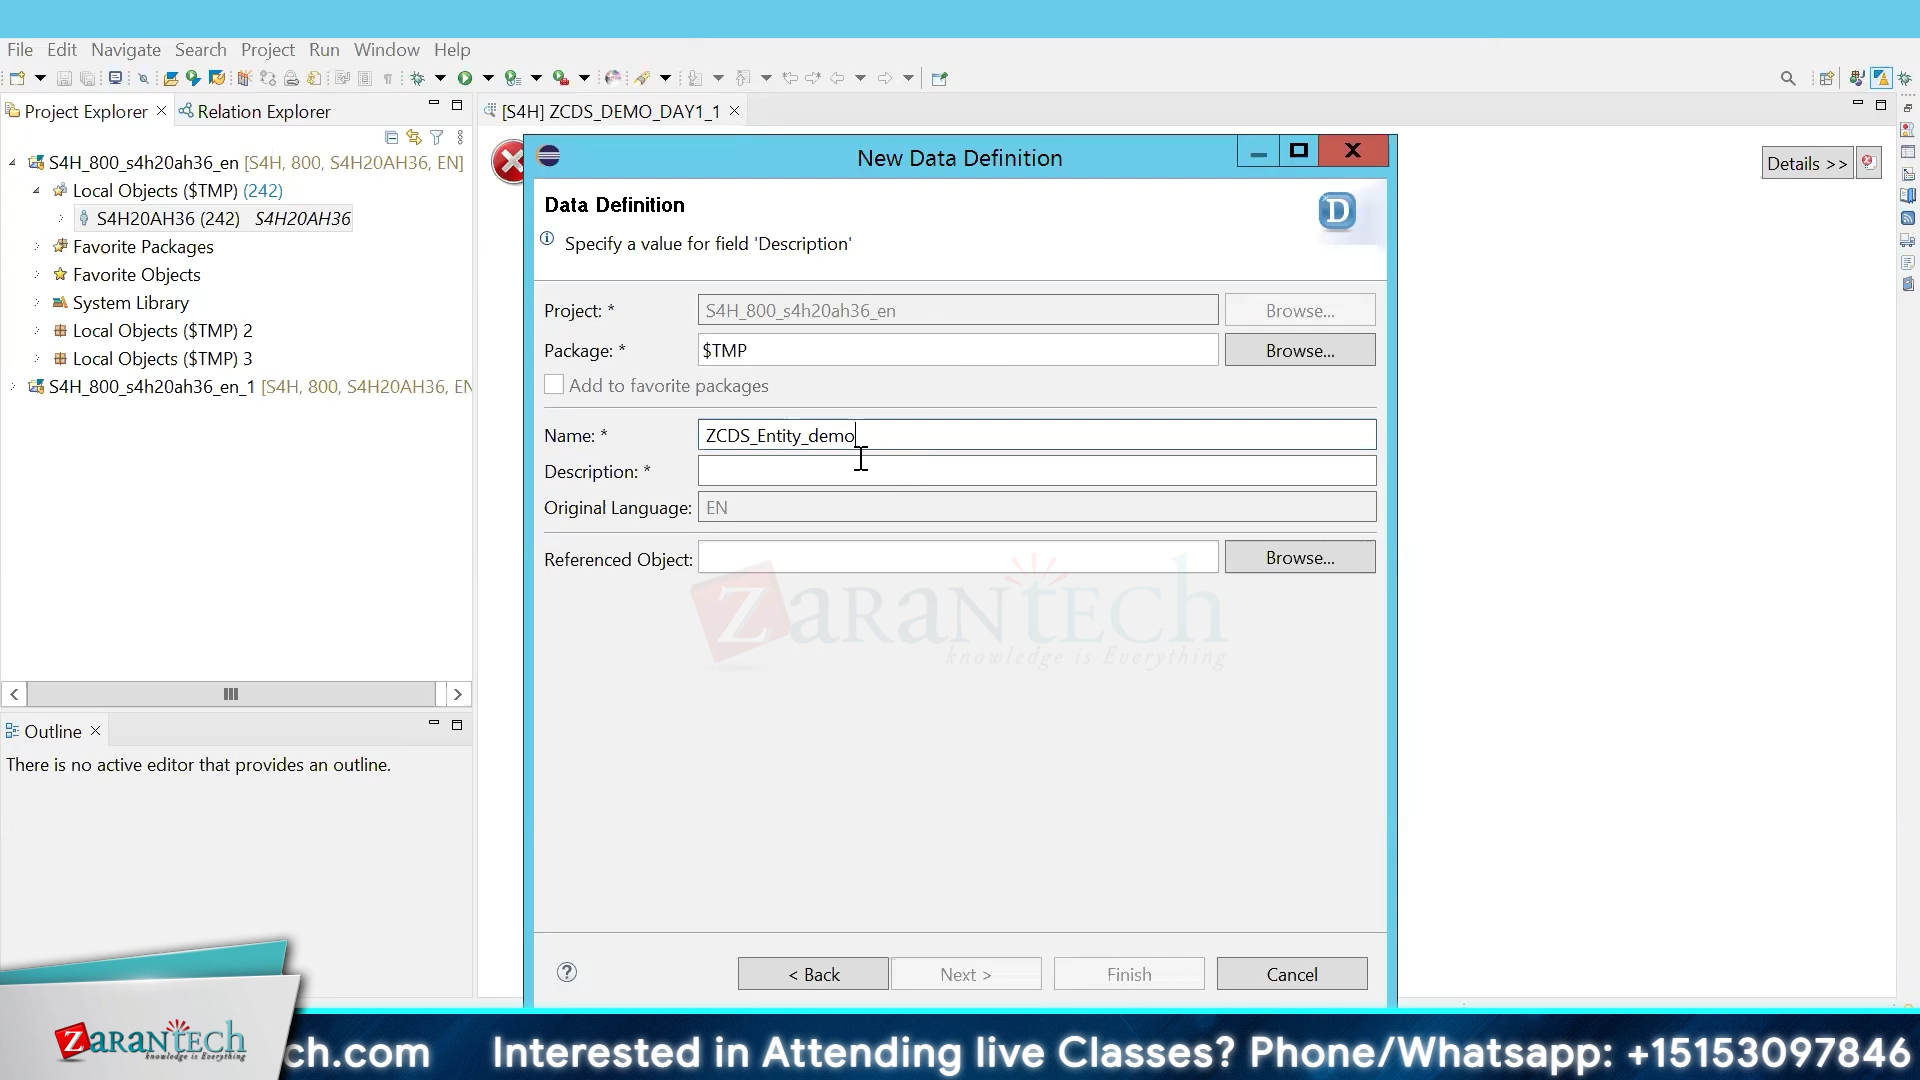 File Edit Navigate Search Project Run Window Help
Project Explorer
Relation Explorer
[S4H] ZCDS_DEMO_DAY1_1
S4H_800_s4h20ah36_en [S4H, 800, S4H20AH36, EN]
Local Objects ($TMP) (242)
S4H20AH36 (242) S4H20AH36
Favorite Packages
Favorite Objects
System Library
Local Objects ($TMP) 2
Local Objects ($TMP) 3
S4H_800_s4h20ah36_en_1 [S4H, 800, S4H20AH36, EN
Outline
There is no active editor that provides an outline.
Details >>
New Data Definition
Data Definition
D
Specify a value for field 'Description'
Project: * S4H_800_s4h20ah36_en Browse...
Package: * $TMP Browse...
Add to favorite packages
Name: * ZCDS_Entity_demo
Description: *
Original Language: EN
Referenced Object: Browse...
ZaranTech
knowledge is Everything
< Back Next > Finish Cancel
ZaranTech
knowledge is Everything
ch.com Interested in Attending live Classes? Phone/Whatsapp: +15153097846